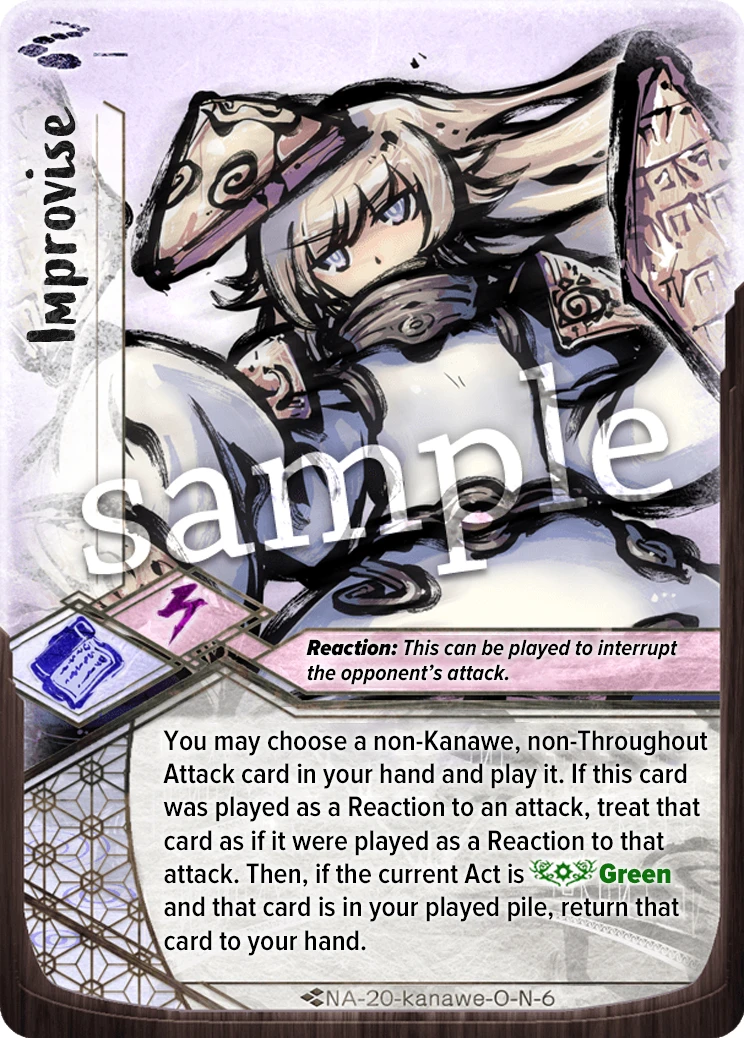 Improvise
sample
Reaction: This can be played to interrupt
the opponent's attack.
You may choose a non-Kanawe, non-Throughout
Attack card in your hand and play it. If this card
was played as a Reaction to an attack, treat that
card as if it were played as a Reaction to that
attack. Then, if the current Act is Green
and that card is in your played pile, return that
card to your hand.
NA-20-kanawe-O-N-6